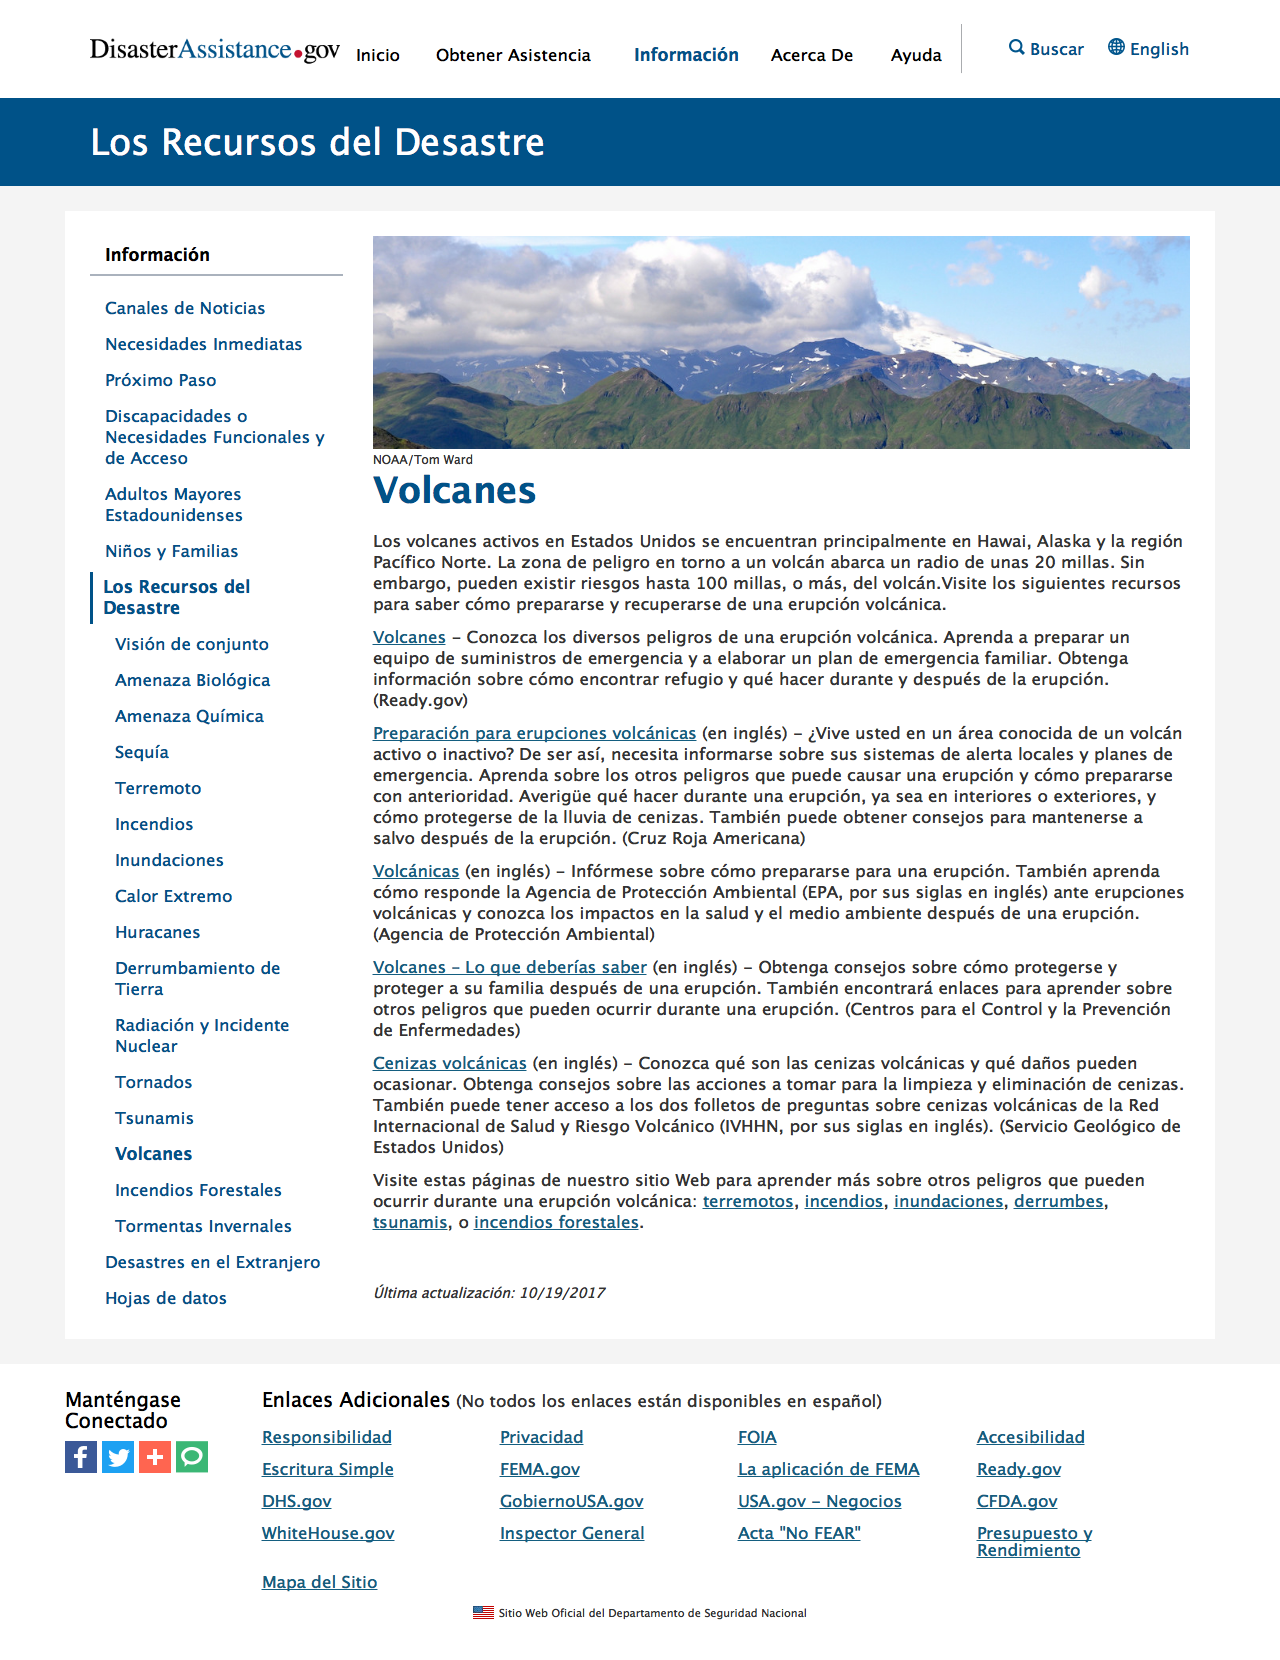 DisasterAssistance.gov
Inicio
Obtener Asistencia
Información
Acerca De
Ayuda
Buscar
English
Los Recursos del Desastre
Información
Canales de Noticias
Necesidades Inmediatas
Próximo Paso
Discapacidades o
Necesidades Funcionales y
de Acceso
Adultos Mayores
Estadounidenses
Niños y Familias
Los Recursos del
Desastre
Visión de conjunto
Amenaza Biológica
Amenaza Química
Sequía
Terremoto
Incendios
Inundaciones
Calor Extremo
Huracanes
Derrumbamiento de
Tierra
Radiación y Incidente
Nuclear
Tornados
Tsunamis
Volcanes
Incendios Forestales
Tormentas Invernales
Desastres en el Extranjero
Hojas de datos
NOAA/Tom Ward
Volcanes
Los volcanes activos en Estados Unidos se encuentran principalmente en Hawai, Alaska y la región
Pacífico Norte. La zona de peligro en torno a un volcán abarca un radio de unas 20 millas. Sin
embargo, pueden existir riesgos hasta 100 millas, o más, del volcán.Visite los siguientes recursos
para saber cómo prepararse y recuperarse de una erupción volcánica.
Volcanes – Conozca los diversos peligros de una erupción volcánica. Aprenda a preparar un
equipo de suministros de emergencia y a elaborar un plan de emergencia familiar. Obtenga
información sobre cómo encontrar refugio y qué hacer durante y después de la erupción.
(Ready.gov)
Preparación para erupciones volcánicas (en inglés) – ¿Vive usted en un área conocida de un volcán
activo o inactivo? De ser así, necesita informarse sobre sus sistemas de alerta locales y planes de
emergencia. Aprenda sobre los otros peligros que puede causar una erupción y cómo prepararse
con anterioridad. Averigüe qué hacer durante una erupción, ya sea en interiores o exteriores, y
cómo protegerse de la lluvia de cenizas. También puede obtener consejos para mantenerse a
salvo después de la erupción. (Cruz Roja Americana)
Volcánicas (en inglés) – Infórmese sobre cómo prepararse para una erupción. También aprenda
cómo responde la Agencia de Protección Ambiental (EPA, por sus siglas en inglés) ante erupciones
volcánicas y conozca los impactos en la salud y el medio ambiente después de una erupción.
(Agencia de Protección Ambiental)
Volcanes – Lo que deberías saber (en inglés) – Obtenga consejos sobre cómo protegerse y
proteger a su familia después de una erupción. También encontrará enlaces para aprender sobre
otros peligros que pueden ocurrir durante una erupción. (Centros para el Control y la Prevención
de Enfermedades)
Cenizas volcánicas (en inglés) – Conozca qué son las cenizas volcánicas y qué daños pueden
ocasionar. Obtenga consejos sobre las acciones a tomar para la limpieza y eliminación de cenizas.
También puede tener acceso a los dos folletos de preguntas sobre cenizas volcánicas de la Red
Internacional de Salud y Riesgo Volcánico (IVHHN, por sus siglas en inglés). (Servicio Geológico de
Estados Unidos)
Visite estas páginas de nuestro sitio Web para aprender más sobre otros peligros que pueden
ocurrir durante una erupción volcánica: terremotos, incendios, inundaciones, derrumbes,
tsunamis, o incendios forestales.
Última actualización: 10/19/2017
Manténgase
Conectado
Enlaces Adicionales (No todos los enlaces están disponibles en español)
Responsibilidad
Privacidad
FOIA
Accesibilidad
Escritura Simple
FEMA.gov
La aplicación de FEMA
Ready.gov
DHS.gov
GobiernoUSA.gov
USA.gov – Negocios
CFDA.gov
WhiteHouse.gov
Inspector General
Acta "No FEAR"
Presupuesto y
Rendimiento
Mapa del Sitio
Sitio Web Oficial del Departamento de Seguridad Nacional